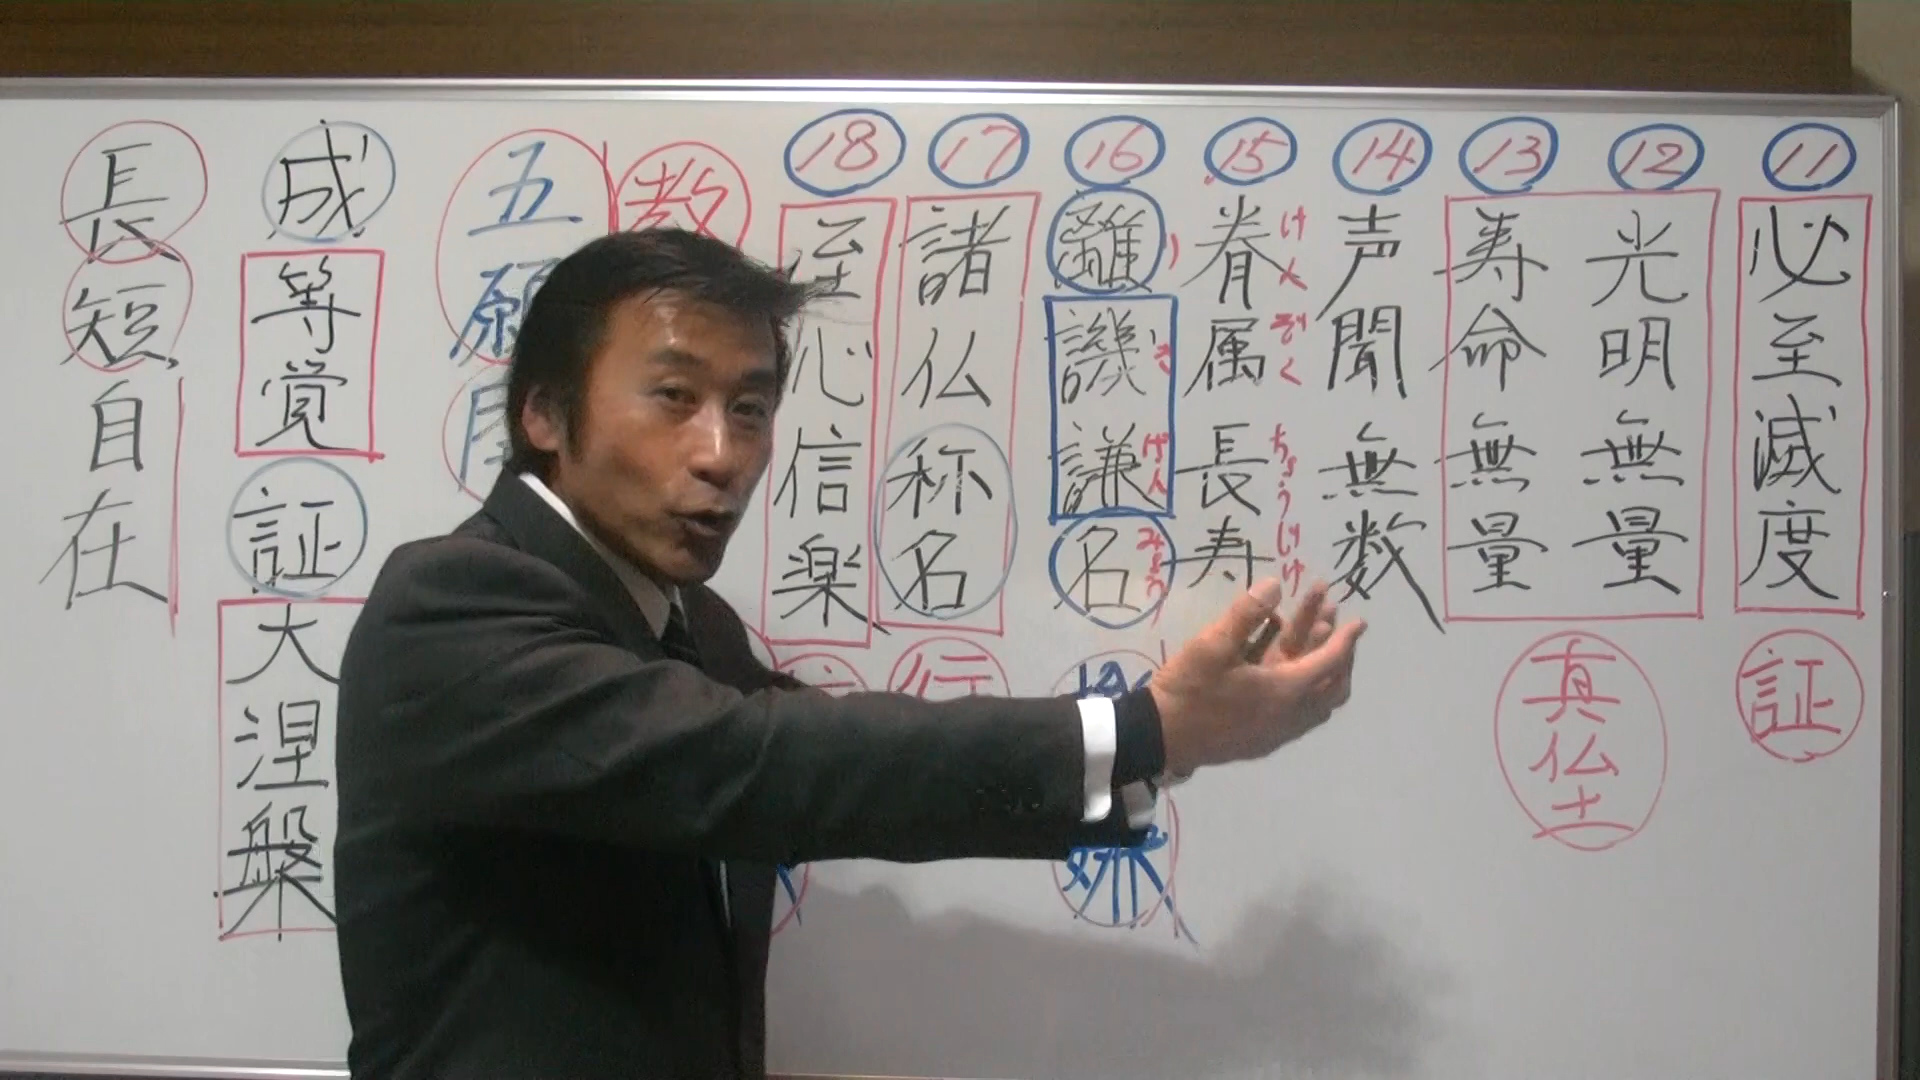 11
必至滅度
証
12
光明無量
13
寿命無量
真仏土
14
声聞無数
15
眷属長寿
けんぞくちょうじゅ
16
離譏謙名
りきげんみょう
17
諸仏称名
行
18
至心信楽
教
五願
成等覚証大涅槃
長短自在